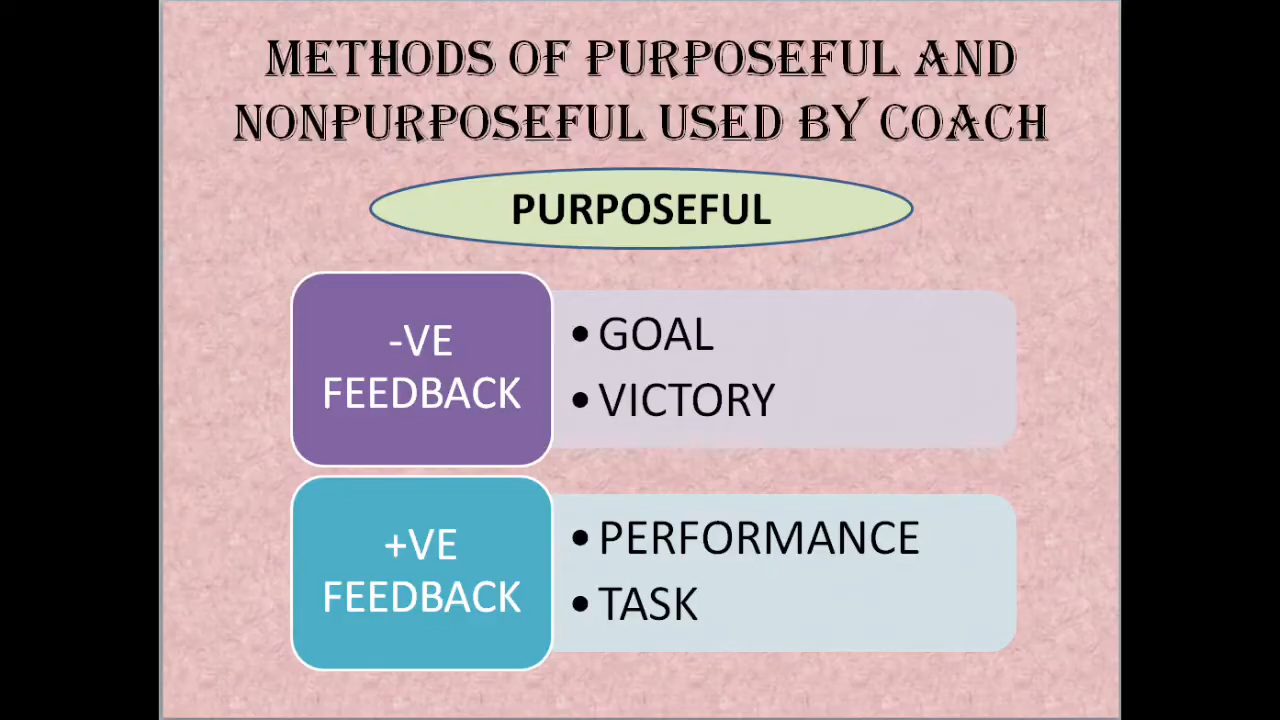 METHODS OF PURPOSEFUL AND
NONPURPOSEFUL USED BY COACH
PURPOSEFUL
-VE
FEEDBACK
• GOAL
• VICTORY
+VE
FEEDBACK
• PERFORMANCE
• TASK